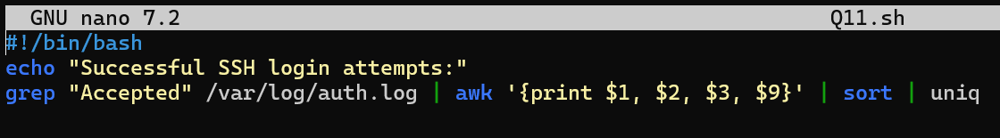 GNU nano 7.2 Q11.sh
#!/bin/bash
echo "Successful SSH login attempts:"
grep "Accepted" /var/log/auth.log | awk '{print $1, $2, $3, $9}' | sort | uniq